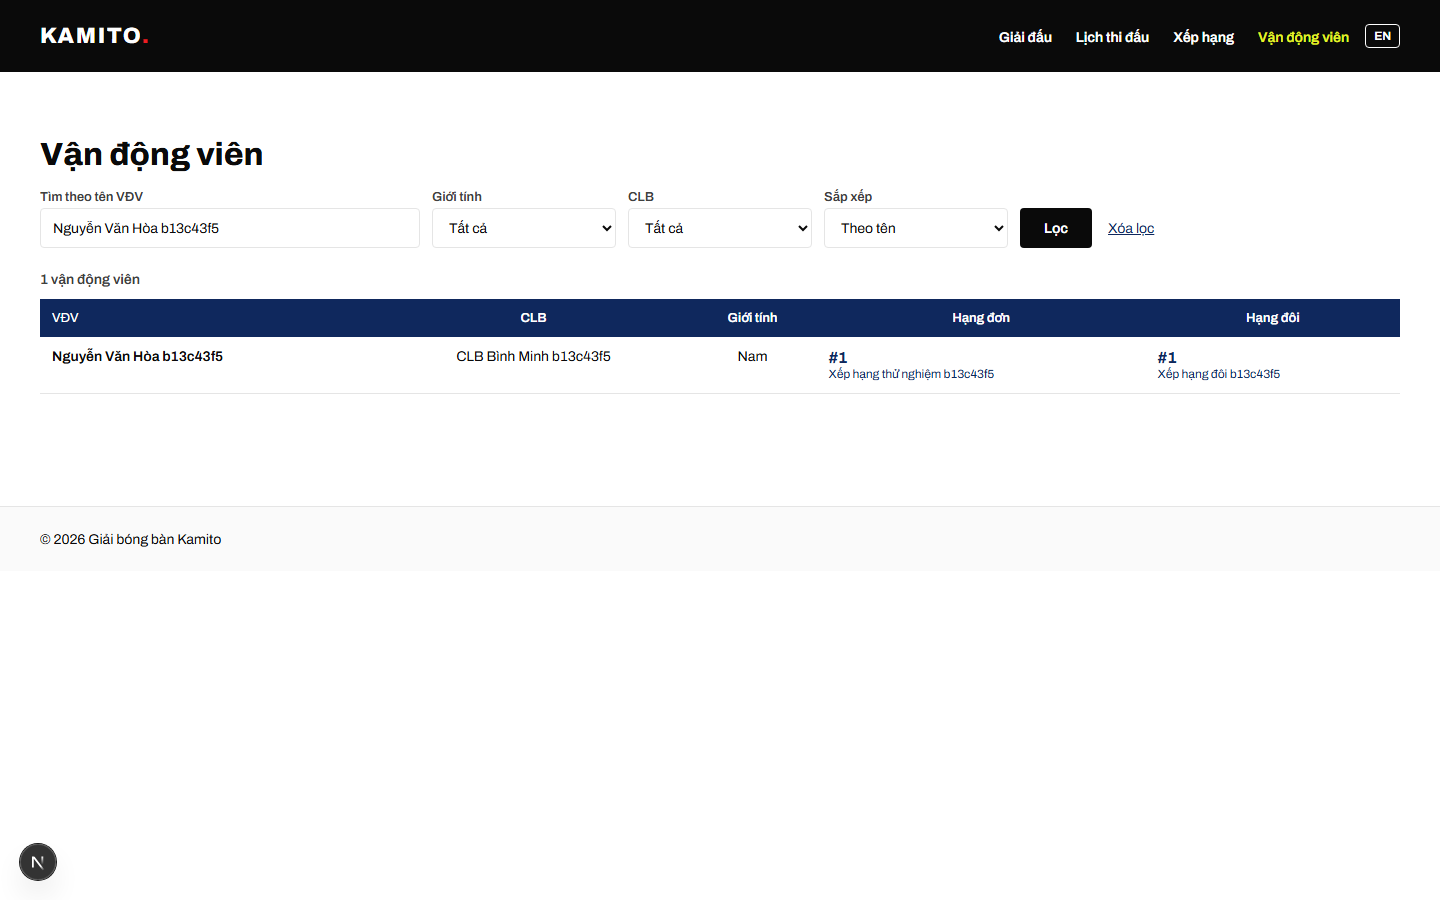 KAMITO.
Giải đấu Lịch thi đấu Xếp hạng Vận động viên EN
Vận động viên
Tìm theo tên VĐV Giới tính CLB Sắp xếp
Nguyễn Văn Hòa b13c43f5 Tất cả Tất cả Theo tên Lọc Xóa lọc
1 vận động viên
VĐV CLB Giới tính Hạng đơn Hạng đôi
Nguyễn Văn Hòa b13c43f5 CLB Bình Minh b13c43f5 Nam #1 #1
Xếp hạng thử nghiệm b13c43f5 Xếp hạng đôi b13c43f5
© 2026 Giải bóng bàn Kamito
N